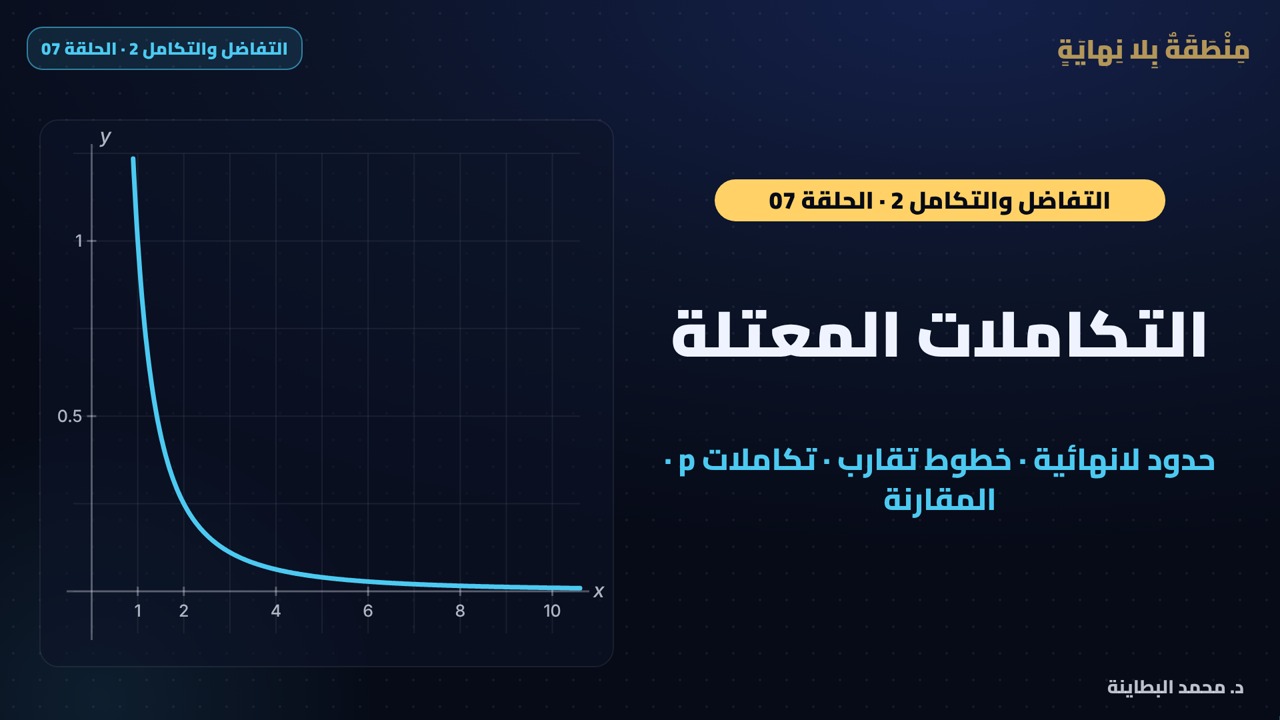 مِنْطَقَةٌ بِلا نِهايَةٍ
التفاضل والتكامل 2 · الحلقة 07
التفاضل والتكامل 2 · الحلقة 07
التكاملات المعتلة
حدود لانهائية · خطوط تقارب · تكاملات p ·
المقارنة
y
1
0.5
1 2 4 6 8 10
x
د. محمد البطاينة